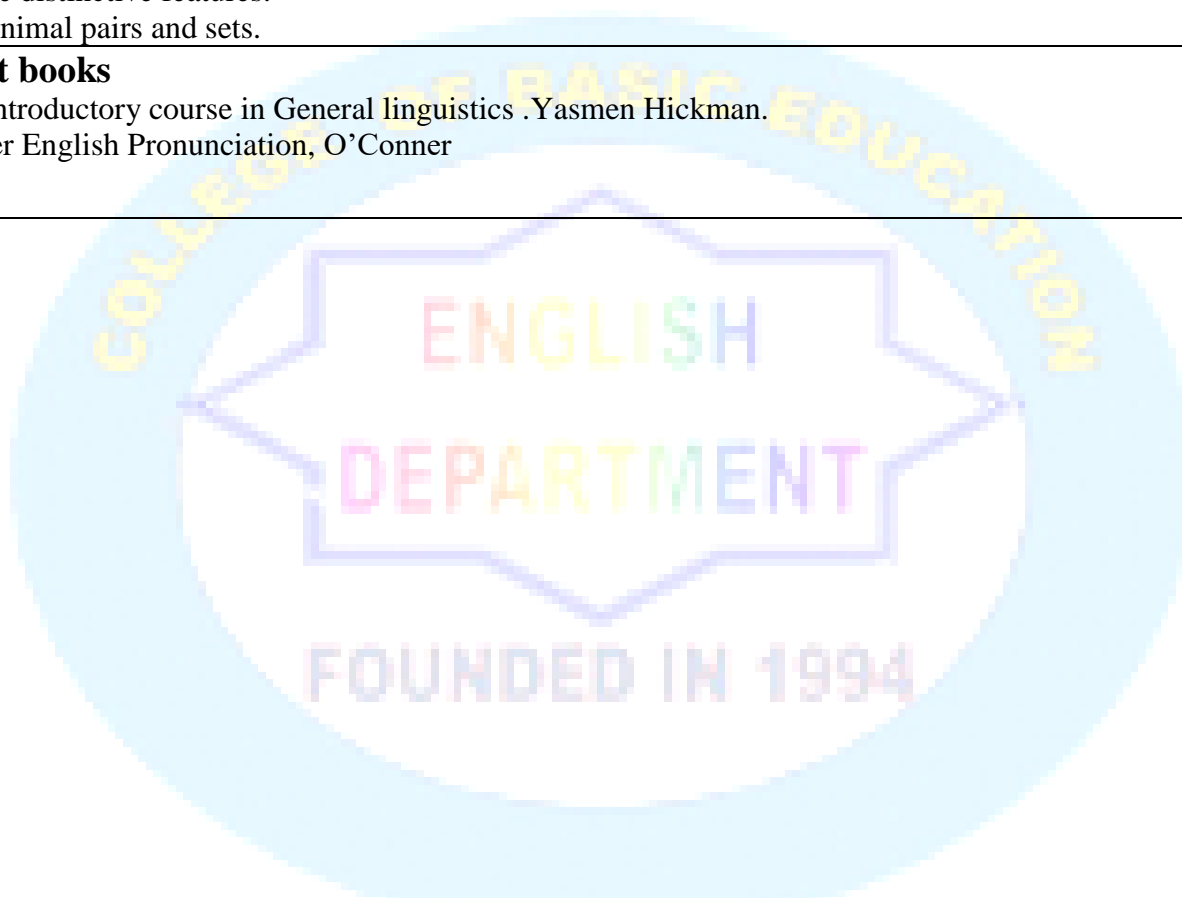 e distinctive features.
nimal pairs and sets.
t books
ntroductory course in General linguistics .Yasmen Hickman.
er English Pronunciation, O’Conner
COLLEGE OF BASIC EDUCATION
ENGLISH
DEPARTMENT
FOUNDED IN 1994